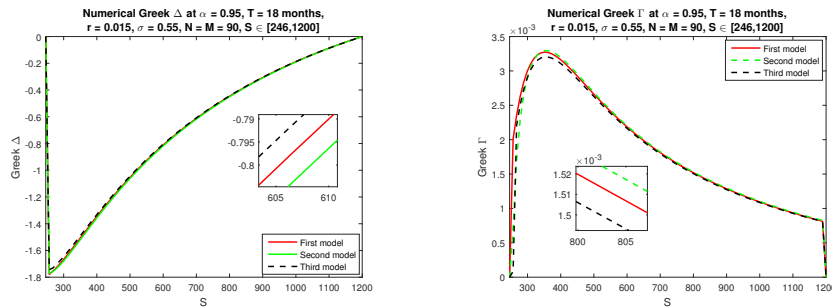 Numerical Greek Δ at α = 0.95, T = 18 months,
r = 0.015, σ = 0.55, N = M = 90, S ∈ [246,1200]
Greek Δ
0
-0.2
-0.4
-0.6
-0.8
-1
-1.2
-1.4
-1.6
-1.8
-0.79
-0.795
-0.8
605
610
First model
Second model
Third model
300 400 500 600 700 800 900 1000 1100 1200
S
Numerical Greek Γ at α = 0.95, T = 18 months,
r = 0.015, σ = 0.55, N = M = 90, S ∈ [246,1200]
×10⁻³
Greek Γ
3.5
3
2.5
2
1.5
1
0.5
0
First model
Second model
Third model
×10⁻³
1.52
1.51
1.5
800
805
300 400 500 600 700 800 900 1000 1100 1200
S